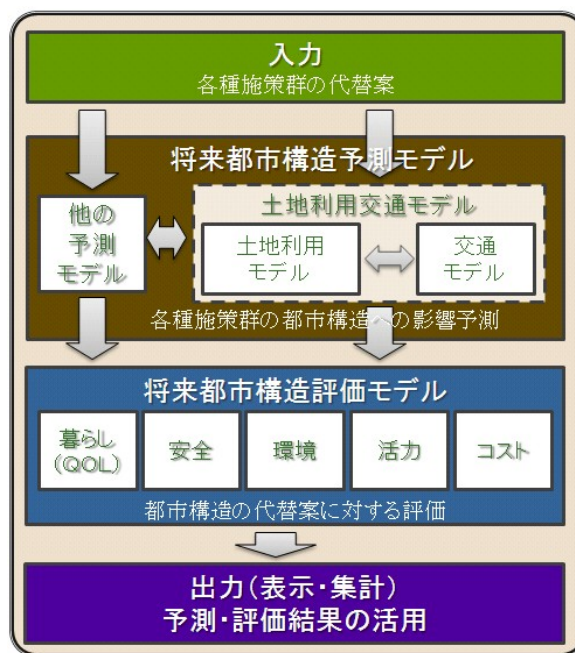 入力
各種施策群の代替案
将来都市構造予測モデル
他の
予測
モデル
土地利用交通モデル
土地利用
モデル
交通
モデル
各種施策群の都市構造への影響予測
将来都市構造評価モデル
暮らし
(QOL)
安全
環境
活力
コスト
都市構造の代替案に対する評価
出力(表示・集計)
予測・評価結果の活用